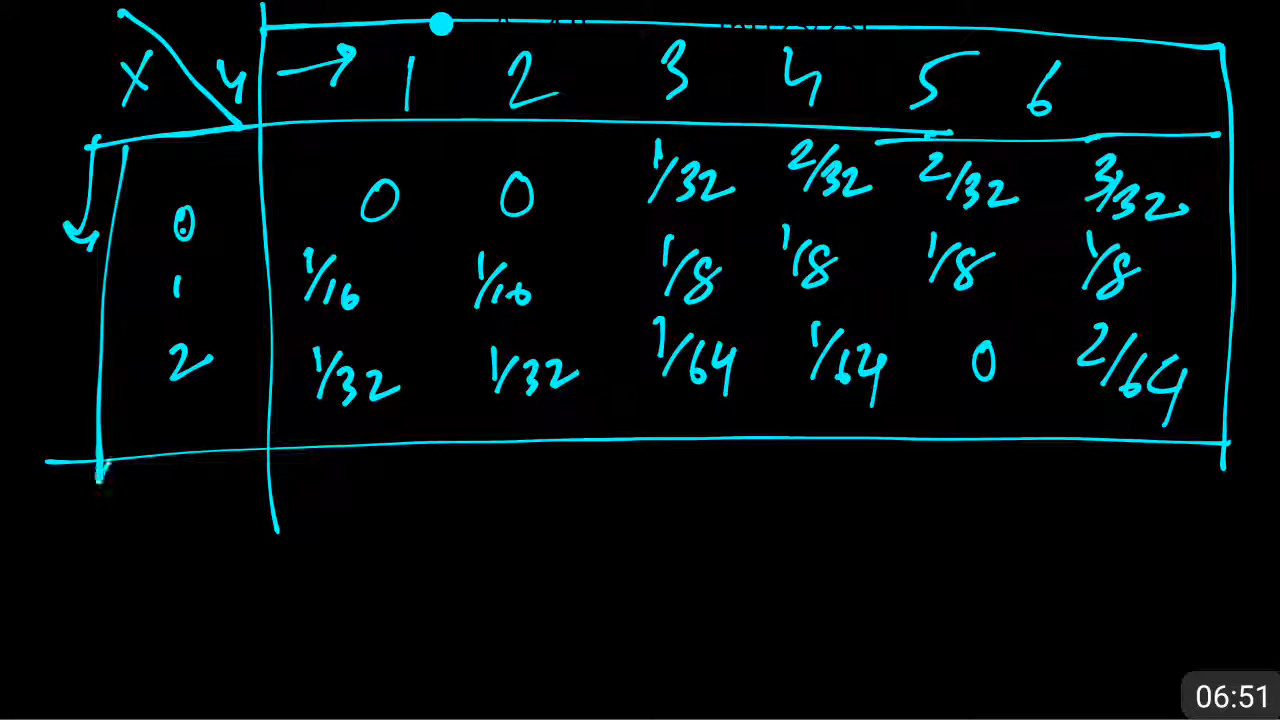 X Y → 1 2 3 4 5 6
0 0 0 1/32 2/32 2/32 3/32
1 1/16 1/16 1/8 1/8 1/8 1/8
2 1/32 1/32 1/64 1/64 0 2/64
06:51